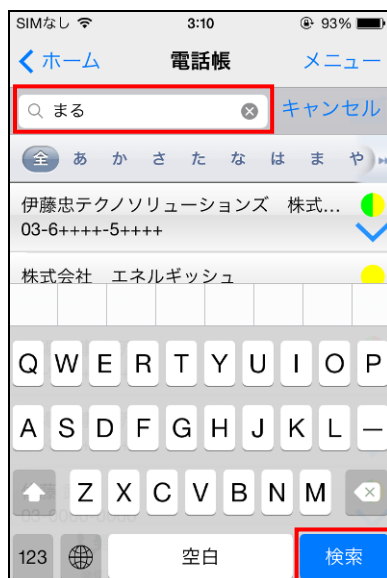 SIMなし 3:10 93%
ホーム 電話帳 メニュー
まる キャンセル
全 あ か さ た な は ま や
伊藤忠テクノソリューションズ 株式...
03-6++++-5++++
株式会社 エネルギッシュ
Q W E R T Y U I O P
A S D F G H J K L ー
Z X C V B N M
123 空白 検索